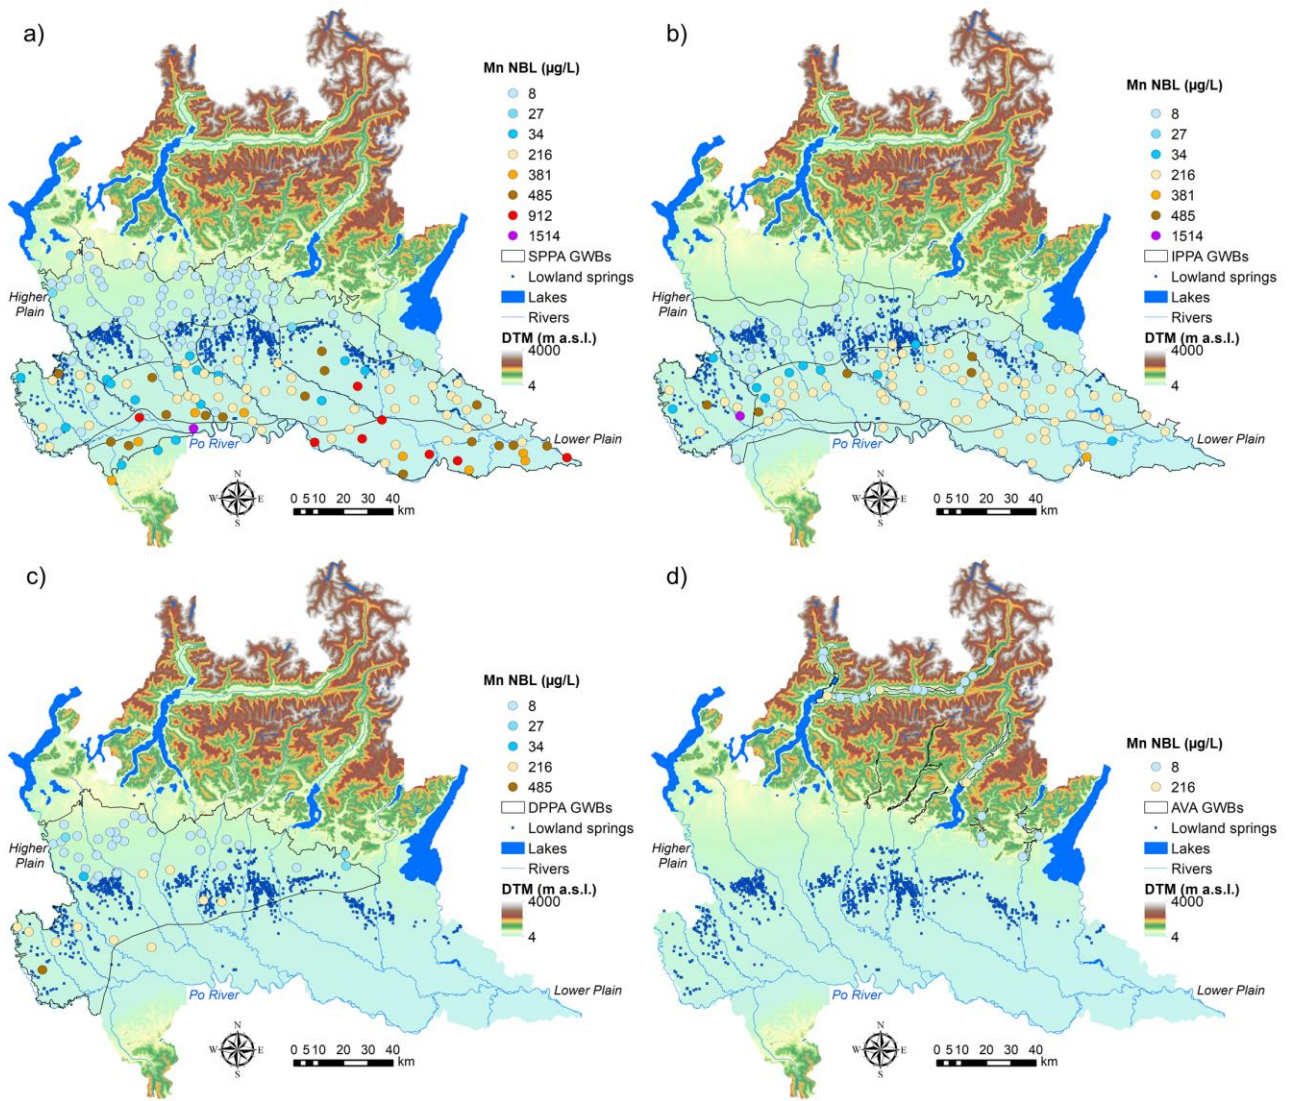 a)
Mn NBL (µg/L)
8
27
34
216
381
485
912
1514
SPPA GWBs
Lowland springs
Lakes
Rivers
DTM (m a.s.l.)
4000
4
Higher
Plain
Lower Plain
Po River
N
W
E
S
0 5 10 20 30 40
km
b)
Mn NBL (µg/L)
8
27
34
216
381
485
1514
IPPA GWBs
Lowland springs
Lakes
Rivers
DTM (m a.s.l.)
4000
4
Higher
Plain
Lower Plain
Po River
N
W
E
S
0 5 10 20 30 40
km
c)
Mn NBL (µg/L)
8
27
34
216
485
DPPA GWBs
Lowland springs
Lakes
Rivers
DTM (m a.s.l.)
4000
4
Higher
Plain
Lower Plain
Po River
N
W
E
S
0 5 10 20 30 40
km
d)
Mn NBL (µg/L)
8
216
AVA GWBs
Lowland springs
Lakes
Rivers
DTM (m a.s.l.)
4000
4
Higher
Plain
Lower Plain
Po River
N
W
E
S
0 5 10 20 30 40
km